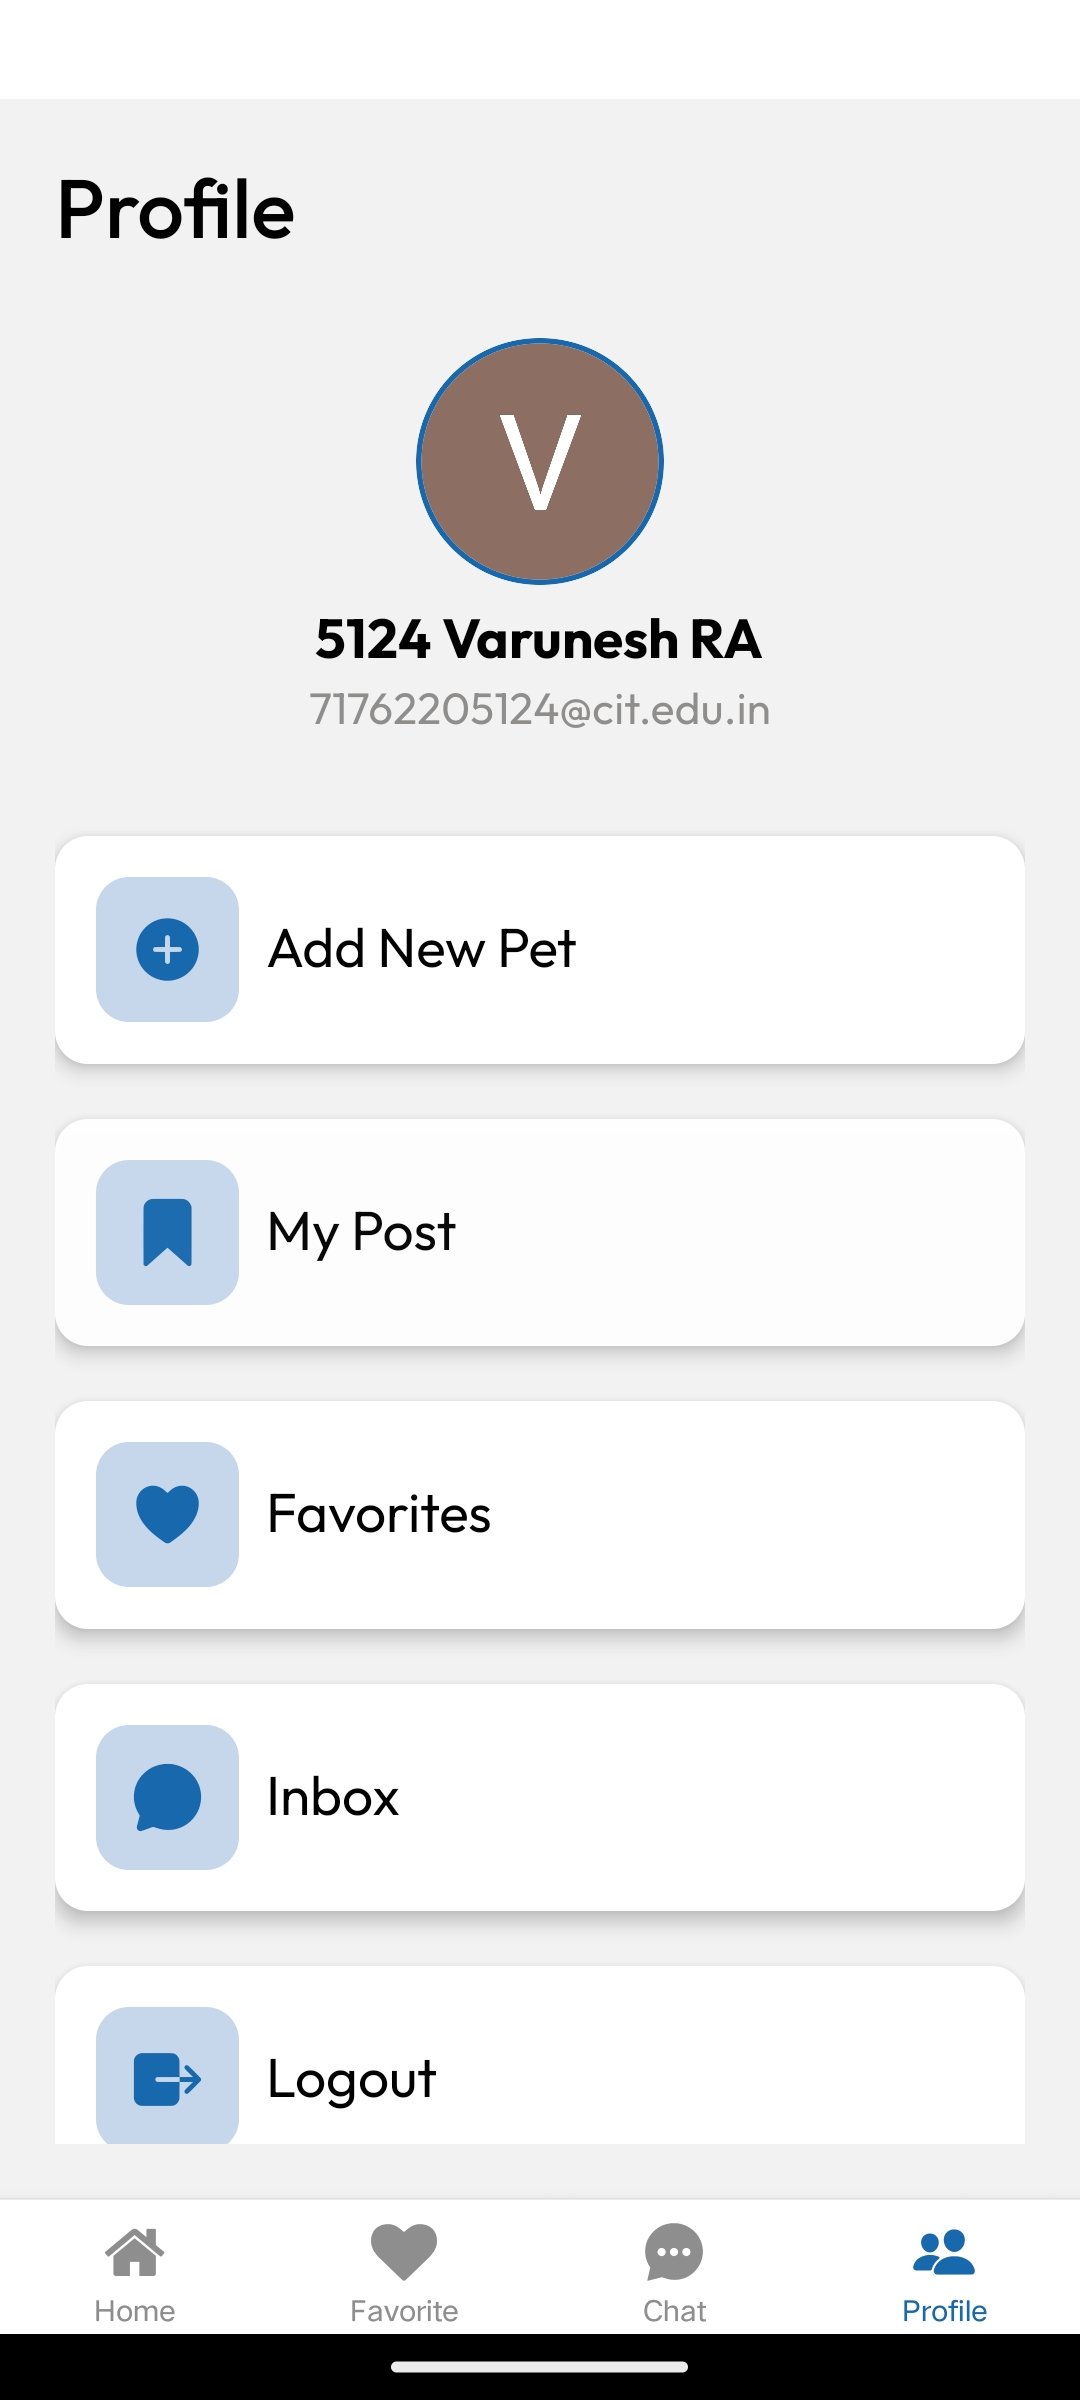 Profile
V
5124 Varunesh RA
71762205124@cit.edu.in
Add New Pet
My Post
Favorites
Inbox
Logout
Home Favorite Chat Profile